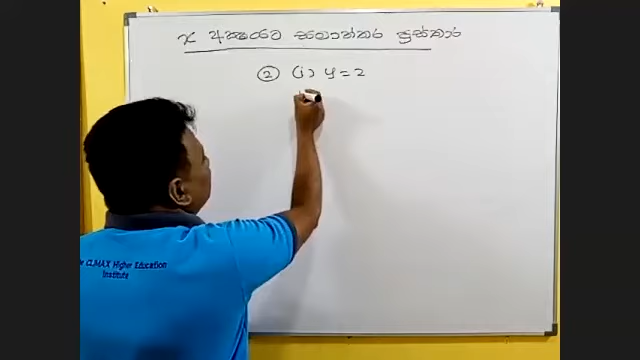 x අක්ෂයට සමාන්තර ප්‍රස්තාර
② (i) y = 2
CLIMAX Higher Education
Institute